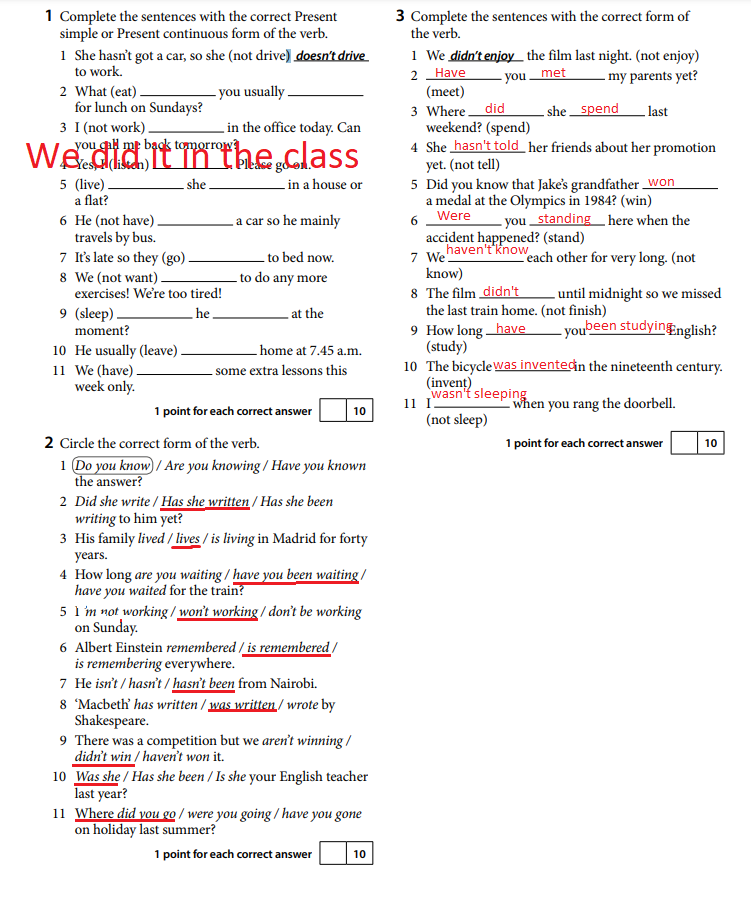 1 Complete the sentences with the correct Present
simple or Present continuous form of the verb.
1 She hasn't got a car, so she (not drive) doesn't drive
to work.
2 What (eat) ____________ you usually ____________
for lunch on Sundays?
3 I (not work) ____________ in the office today. Can
you call me back tomorrow?
We did it in the class
4 Yes, I (listen) ____________. Please go on.
5 (live) ____________ she ____________ in a house or
a flat?
6 He (not have) ____________ a car so he mainly
travels by bus.
7 It's late so they (go) ____________ to bed now.
8 We (not want) ____________ to do any more
exercises! We're too tired!
9 (sleep) ____________ he ____________ at the
moment?
10 He usually (leave) ____________ home at 7.45 a.m.
11 We (have) ____________ some extra lessons this
week only.
1 point for each correct answer 10
2 Circle the correct form of the verb.
1 Do you know / Are you knowing / Have you known
the answer?
2 Did she write / Has she written / Has she been
writing to him yet?
3 His family lived / lives / is living in Madrid for forty
years.
4 How long are you waiting / have you been waiting /
have you waited for the train?
5 I 'm not working / won't working / don't be working
on Sunday.
6 Albert Einstein remembered / is remembered /
is remembering everywhere.
7 He isn't / hasn't / hasn't been from Nairobi.
8 'Macbeth' has written / was written / wrote by
Shakespeare.
9 There was a competition but we aren't winning /
didn't win / haven't won it.
10 Was she / Has she been / Is she your English teacher
last year?
11 Where did you go / were you going / have you gone
on holiday last summer?
1 point for each correct answer 10
3 Complete the sentences with the correct form of
the verb.
1 We didn't enjoy the film last night. (not enjoy)
2 Have you met my parents yet?
(meet)
3 Where did she spend last
weekend? (spend)
4 She hasn't told her friends about her promotion
yet. (not tell)
5 Did you know that Jake's grandfather won
a medal at the Olympics in 1984? (win)
6 Were you standing here when the
accident happened? (stand)
7 We haven't know each other for very long. (not
know)
8 The film didn't until midnight so we missed
the last train home. (not finish)
9 How long have you been studying English?
(study)
10 The bicycle was invented in the nineteenth century.
(invent)
11 I wasn't sleeping when you rang the doorbell.
(not sleep)
1 point for each correct answer 10